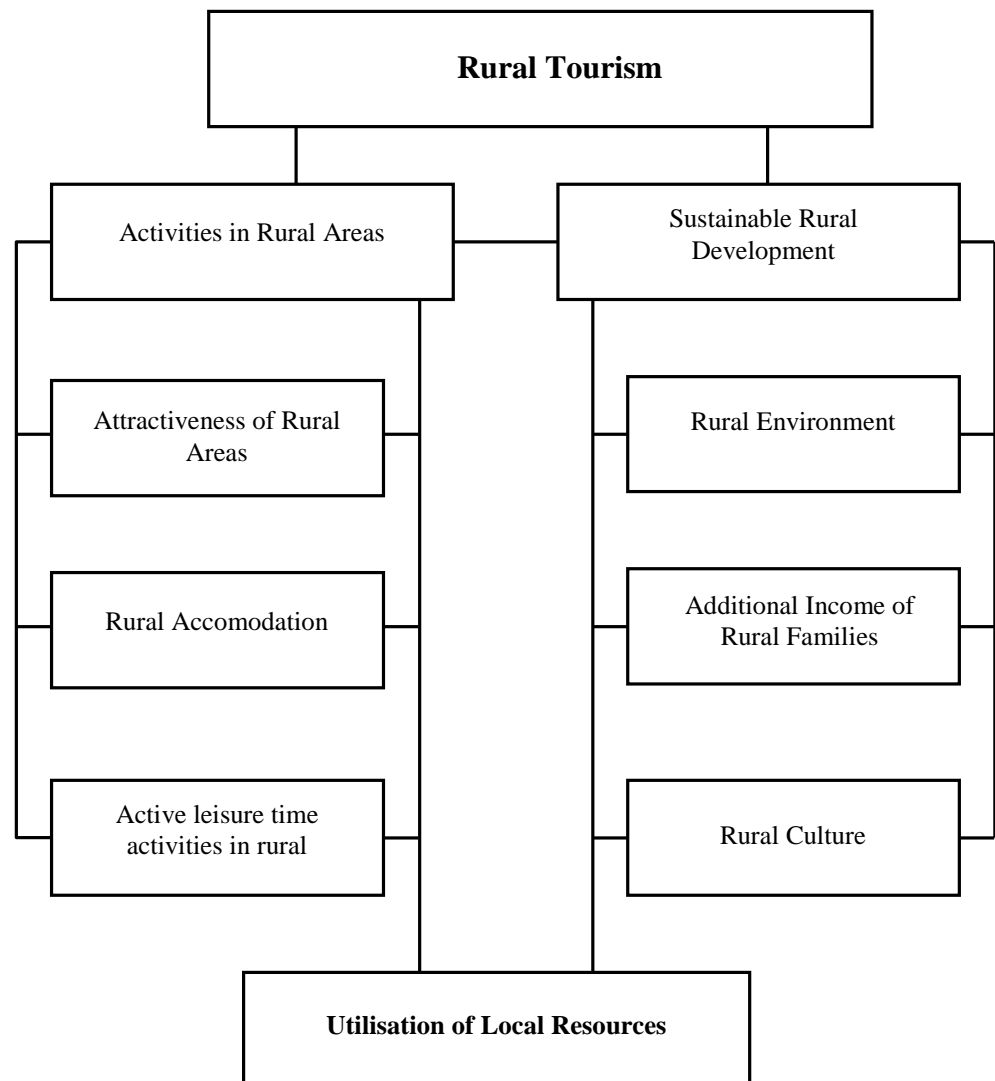 Rural Tourism
Activities in Rural Areas
Sustainable Rural
Development
Attractiveness of Rural
Areas
Rural Environment
Rural Accomodation
Additional Income of
Rural Families
Active leisure time
activities in rural
Rural Culture
Utilisation of Local Resources